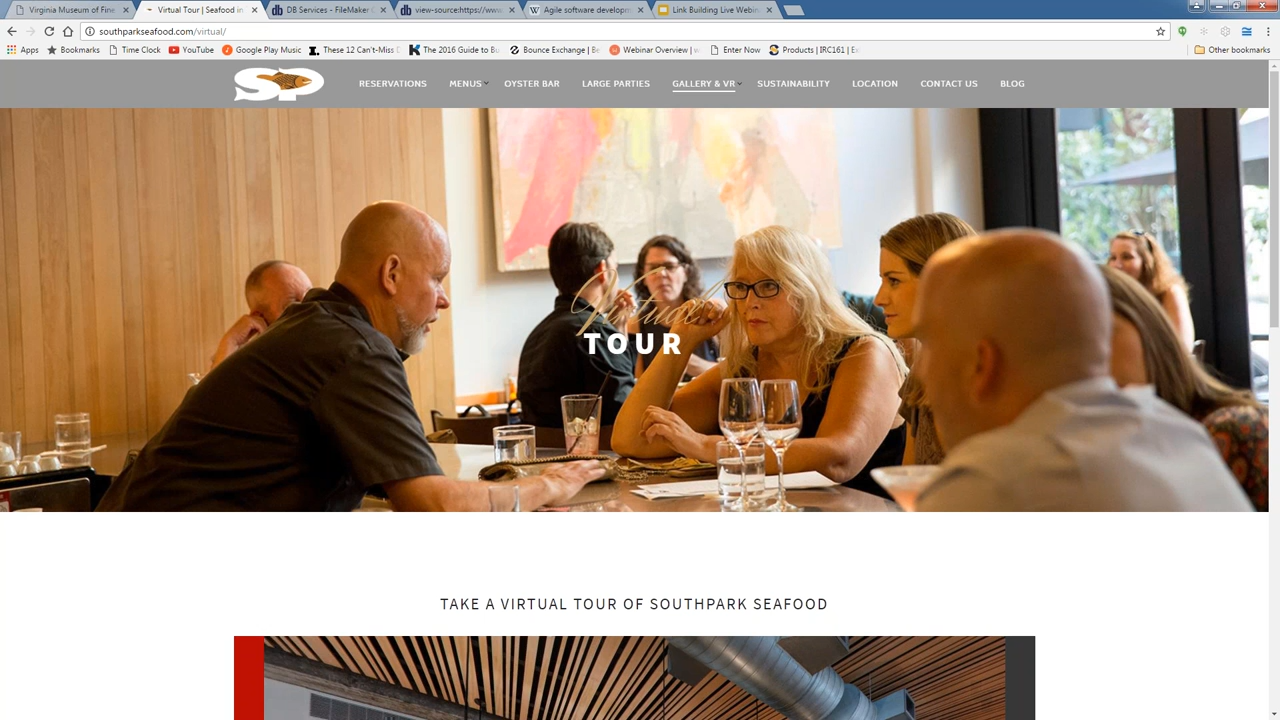 Virginia Museum of Fine
Virtual Tour | Seafood in
DB Services - FileMaker
view-source:https://www.
Agile software developm
Link Building Live Webin
southparkseafood.com/virtual/
Apps Bookmarks Time Clock YouTube Google Play Music These 12 Can't-Miss The 2016 Guide to Bu Bounce Exchange | Be Webinar Overview | w Enter Now Products | IRC161 | Ex Other bookmarks
SP RESERVATIONS MENUS OYSTER BAR LARGE PARTIES GALLERY & VR SUSTAINABILITY LOCATION CONTACT US BLOG
Virtual
TOUR
TAKE A VIRTUAL TOUR OF SOUTHPARK SEAFOOD